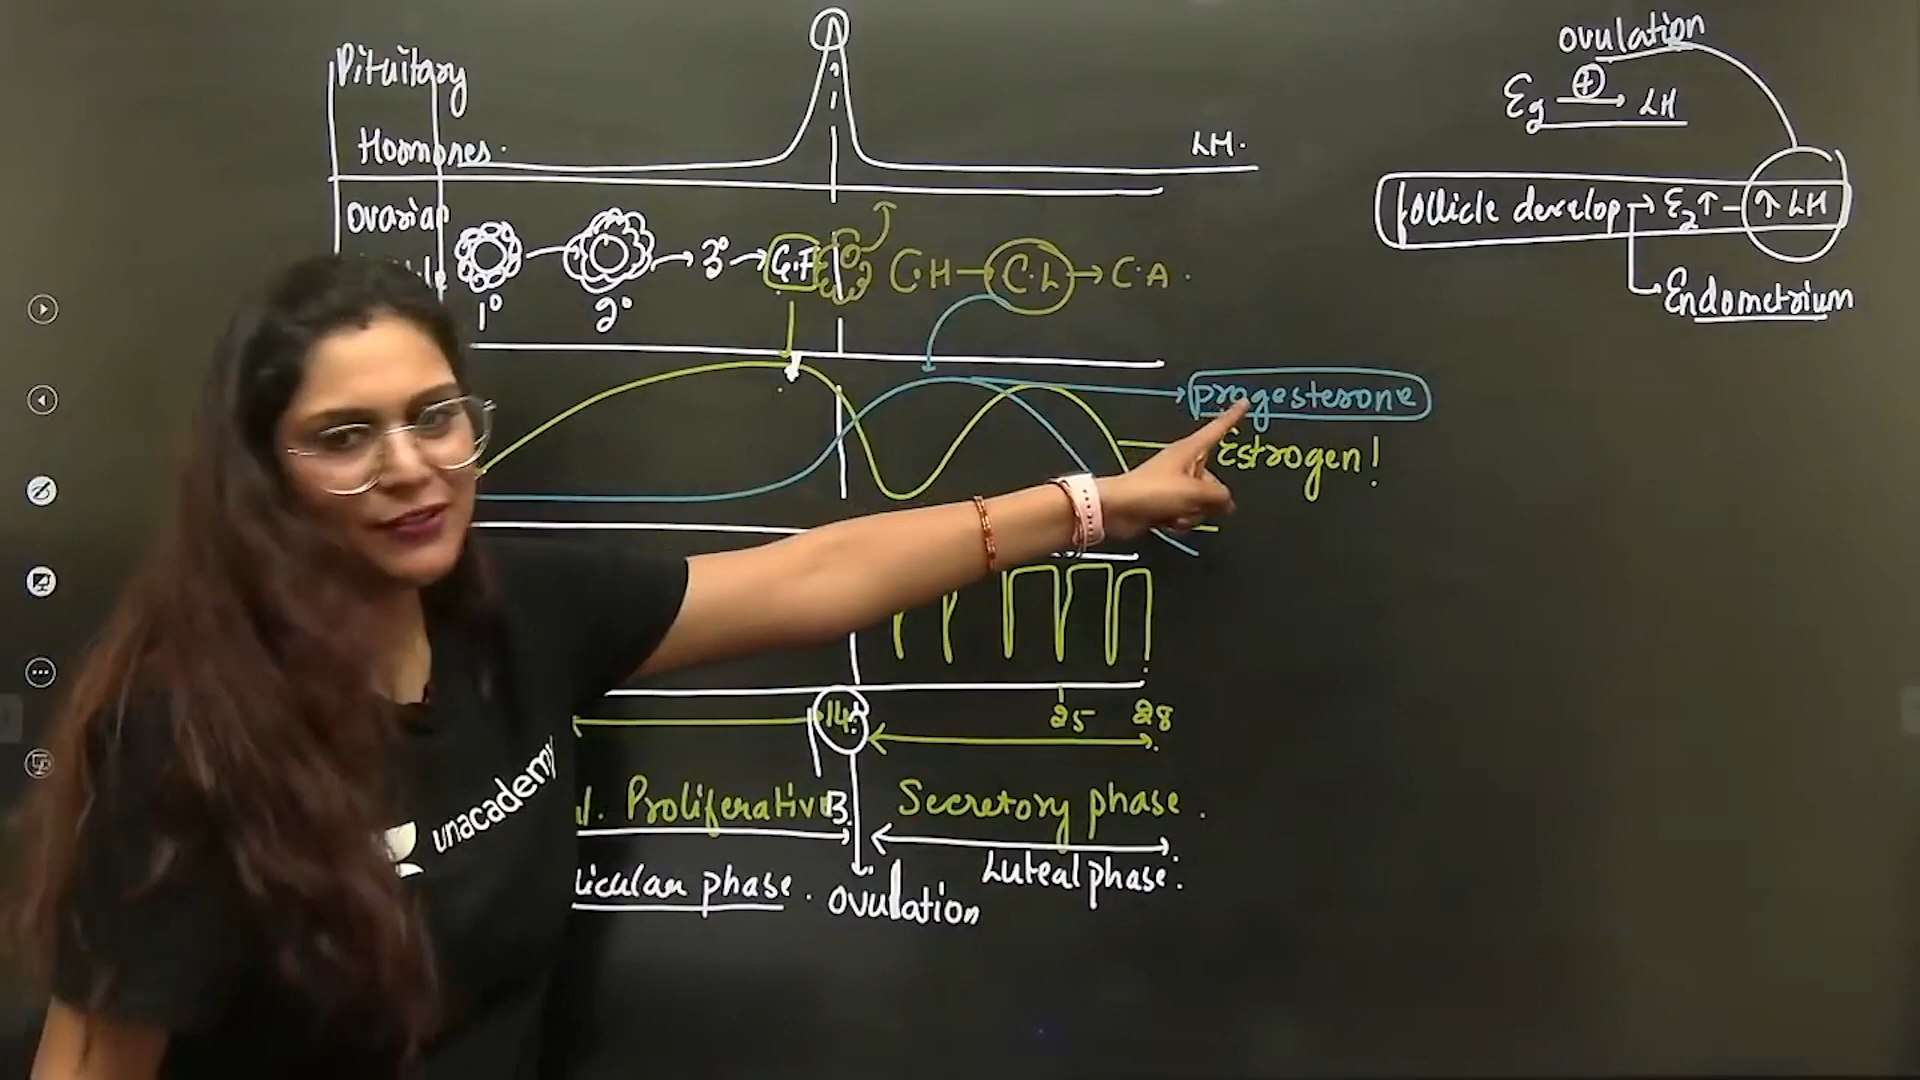 Pituitary
Hormones.
LH.
Ovarian
1°
2°
3°
G.F
C.H
C.L
C.A.
progesterone
Estrogen!
14
25
28
Proliferative
B.
Secretory phase.
phase.
ovulation
Luteal phase.
ovulation
+
LH
follicle develop → E2↑ - ↑ LH
Endometrium
unacademy